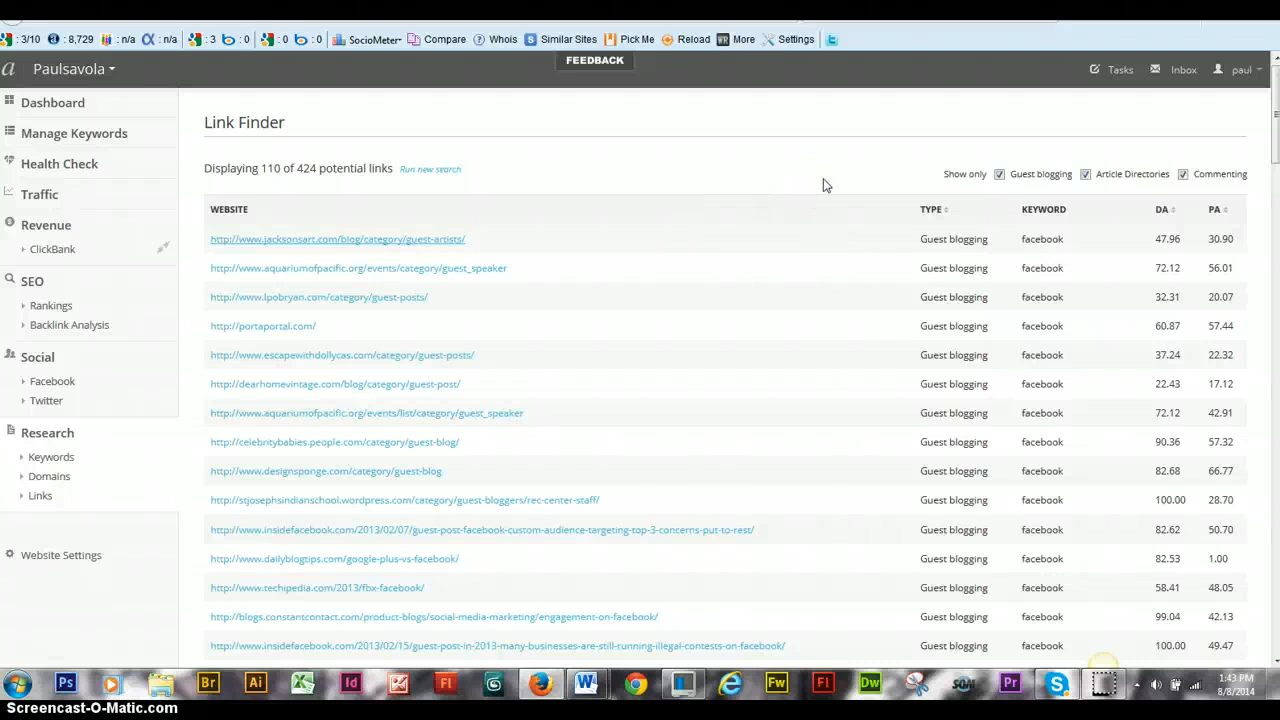 : 3/10 : 8,729 : n/a : n/a : 3 : 0 : 0 : 0 SocioMeter Compare Whois Similar Sites Pick Me Reload More Settings
a Paulsavola FEEDBACK Tasks Inbox paul
Dashboard
Manage Keywords
Health Check
Traffic
Revenue
ClickBank
SEO
Rankings
Backlink Analysis
Social
Facebook
Twitter
Research
Keywords
Domains
Links
Website Settings
Link Finder
Displaying 110 of 424 potential links Run new search
Show only Guest blogging Article Directories Commenting
WEBSITE TYPE KEYWORD DA PA
http://www.jacksonsart.com/blog/category/guest-artists/ Guest blogging facebook 47.96 30.90
http://www.aquariumofpacific.org/events/category/guest_speaker Guest blogging facebook 72.12 56.01
http://www.lpobryan.com/category/guest-posts/ Guest blogging facebook 32.31 20.07
http://portaportal.com/ Guest blogging facebook 60.87 57.44
http://www.escapewithdollycas.com/category/guest-posts/ Guest blogging facebook 37.24 22.32
http://dearhomevintage.com/blog/category/guest-post/ Guest blogging facebook 22.43 17.12
http://www.aquariumofpacific.org/events/list/category/guest_speaker Guest blogging facebook 72.12 42.91
http://celebritybabies.people.com/category/guest-blog/ Guest blogging facebook 90.36 57.32
http://www.designsponge.com/category/guest-blog Guest blogging facebook 82.68 66.77
http://stjosephsindianschool.wordpress.com/category/guest-bloggers/rec-center-staff/ Guest blogging facebook 100.00 28.70
http://www.insidefacebook.com/2013/02/07/guest-post-facebook-custom-audience-targeting-top-3-concerns-put-to-rest/ Guest blogging facebook 82.62 50.70
http://www.dailyblogtips.com/google-plus-vs-facebook/ Guest blogging facebook 82.53 1.00
http://www.techipedia.com/2013/fbx-facebook/ Guest blogging facebook 58.41 48.05
http://blogs.constantcontact.com/product-blogs/social-media-marketing/engagement-on-facebook/ Guest blogging facebook 99.04 42.13
http://www.insidefacebook.com/2013/02/15/guest-post-in-2013-many-businesses-are-still-running-illegal-contests-on-facebook/ Guest blogging facebook 100.00 49.47
Ps Br Ai Id Fl W Fw Fl Dw SQM Pr S
1:43 PM
8/8/2014
Screencast-O-Matic.com